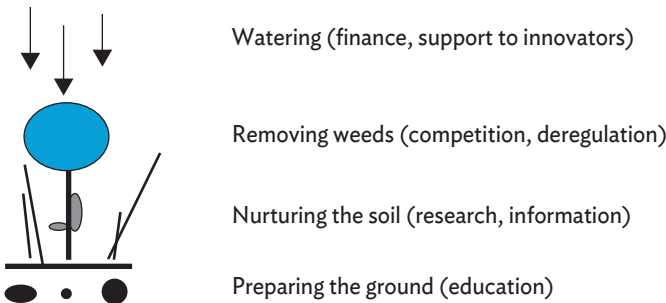 Watering (finance, support to innovators)
Removing weeds (competition, deregulation)
Nurturing the soil (research, information)
Preparing the ground (education)